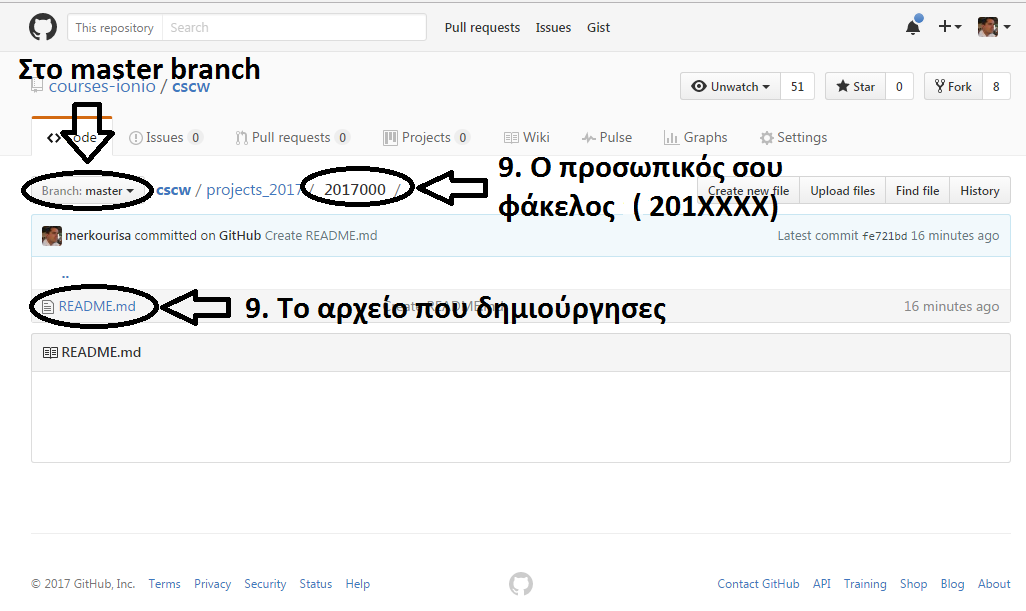 This repository Search Pull requests Issues Gist
Στο master branch
courses-ionio / cscw Unwatch 51 Star 0 Fork 8
Code Issues 0 Pull requests 0 Projects 0 Wiki Pulse Graphs Settings
9. Ο προσωπικός σου
Branch: master cscw / projects_2017 / 2017000 / Create new file Upload files Find file History
φάκελος ( 201XXXX)
merkourisa committed on GitHub Create README.md Latest commit fe721bd 16 minutes ago
..
README.md Create README.md 16 minutes ago
9. Το αρχείο που δημιούργησες
README.md
© 2017 GitHub, Inc. Terms Privacy Security Status Help Contact GitHub API Training Shop Blog About